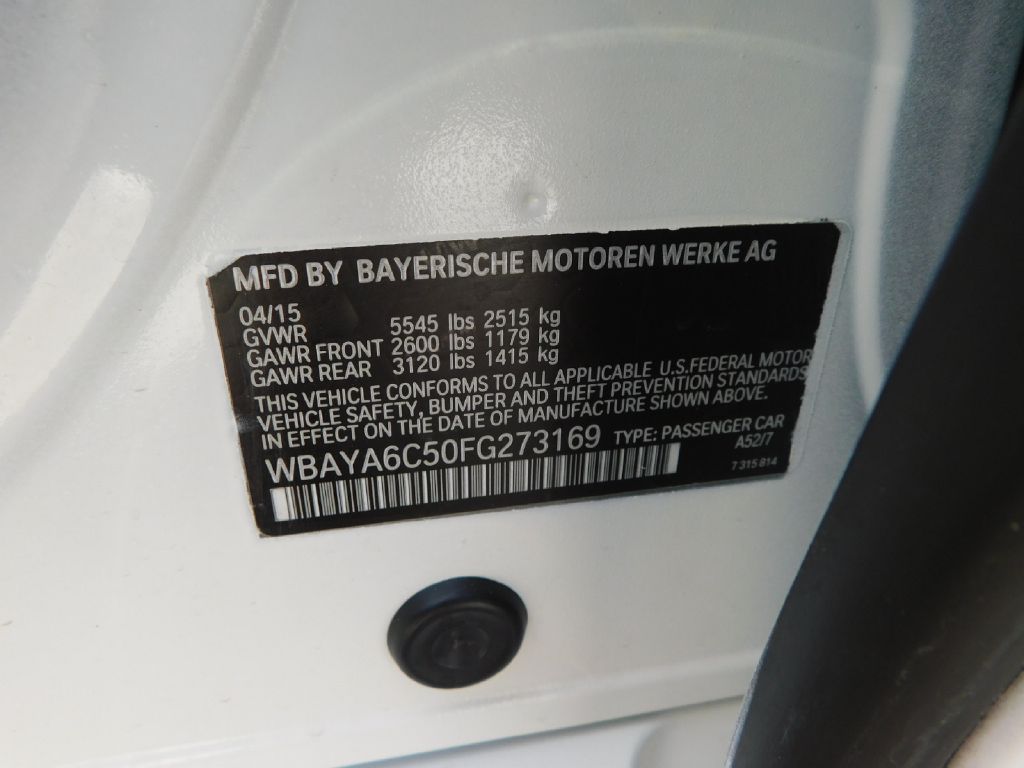 MFD BY BAYERISCHE MOTOREN WERKE AG
04/15
GVWR 5545 lbs 2515 kg
GAWR FRONT 2600 lbs 1179 kg
GAWR REAR 3120 lbs 1415 kg
THIS VEHICLE CONFORMS TO ALL APPLICABLE U.S.FEDERAL MOTOR
VEHICLE SAFETY, BUMPER AND THEFT PREVENTION STANDARDS
IN EFFECT ON THE DATE OF MANUFACTURE SHOWN ABOVE.
WBAYA6C50FG273169 TYPE: PASSENGER CAR
A52/7
7 315 814